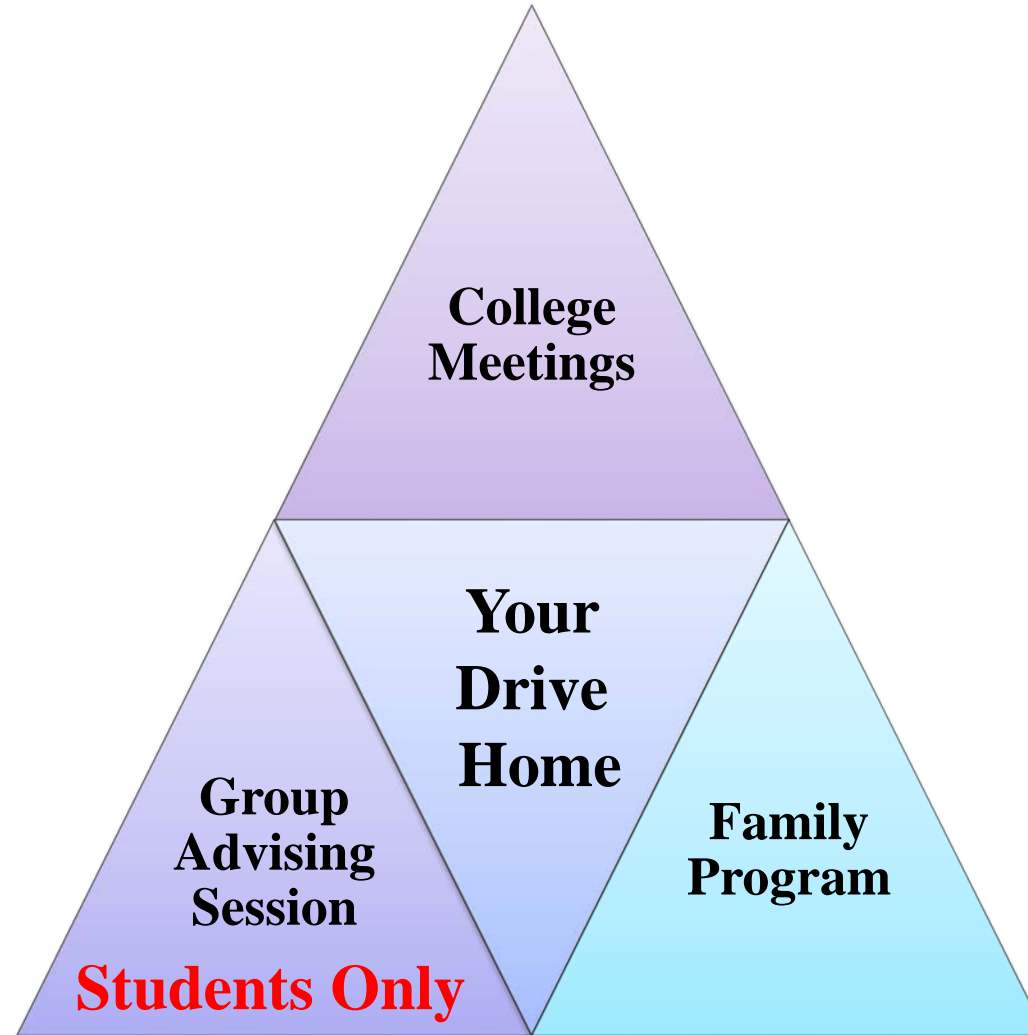 College
Meetings
Your
Drive
Home
Group
Advising
Session
Students Only
Family
Program